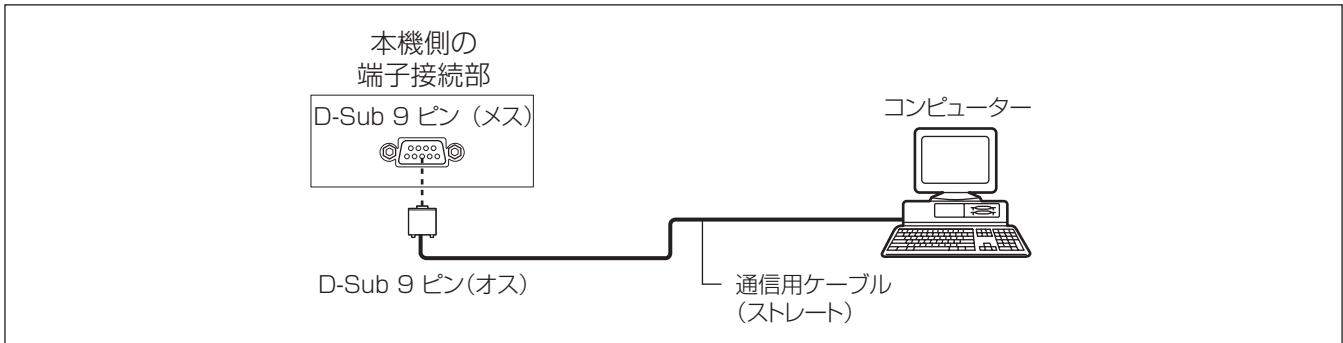 本機側の
端子接続部
D-Sub 9 ピン (メス)
コンピューター
D-Sub 9 ピン(オス)
通信用ケーブル
(ストレート)